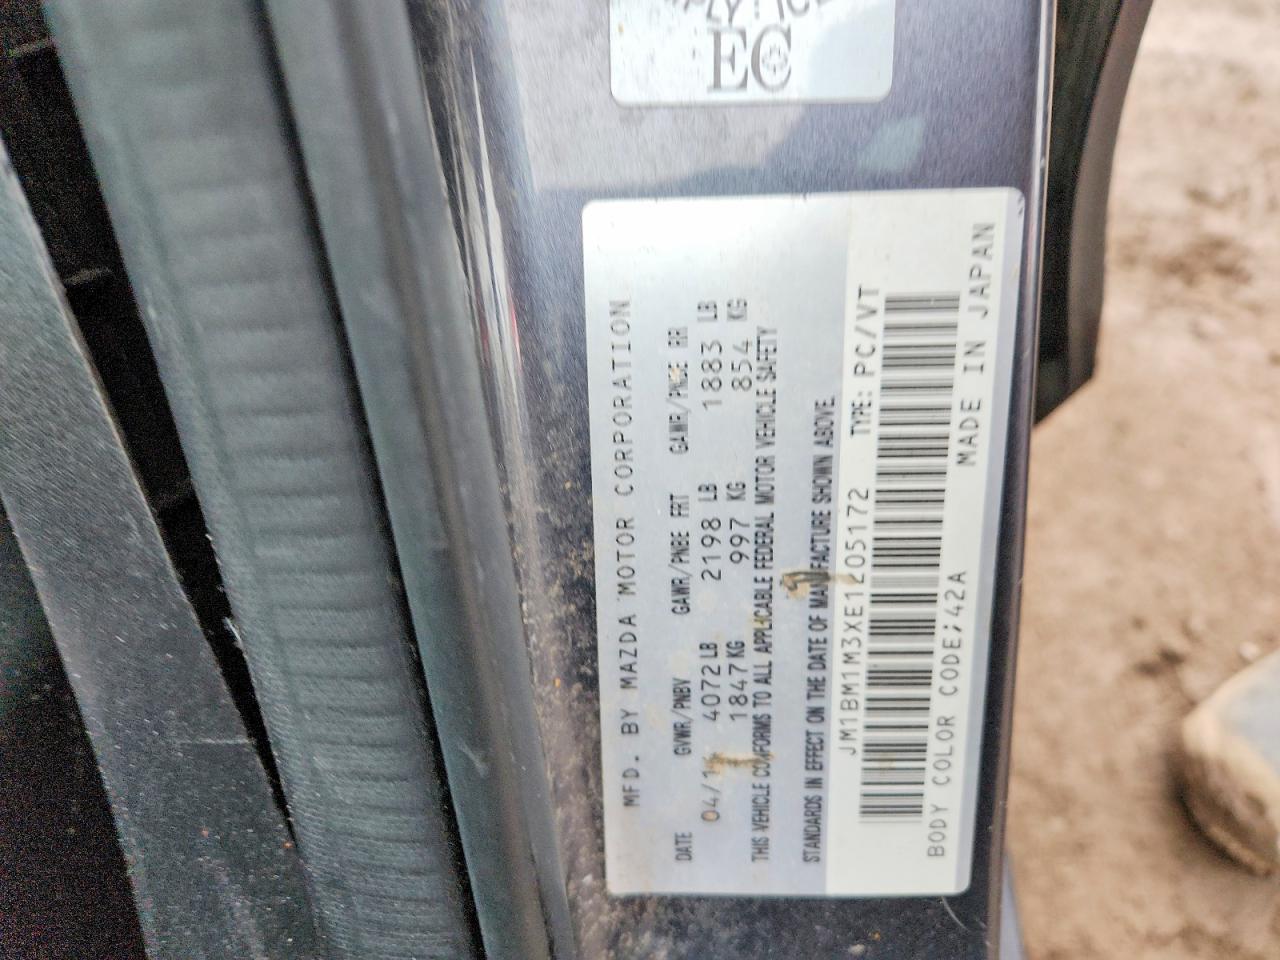 EC
MFD. BY MAZDA MOTOR CORPORATION
DATE GVWR/PNBV GAWR/PNBE FRT GAWR/PNBE RR
04/1 4072 LB 2198 LB 1883 LB
1847 KG 997 KG 854 KG
THIS VEHICLE CONFORMS TO ALL APPLICABLE FEDERAL MOTOR VEHICLE SAFETY
STANDARDS IN EFFECT ON THE DATE OF MANUFACTURE SHOWN ABOVE.
JM1BM1M3XE1205172 TYPE: PC/VT
BODY COLOR CODE;42A MADE IN JAPAN